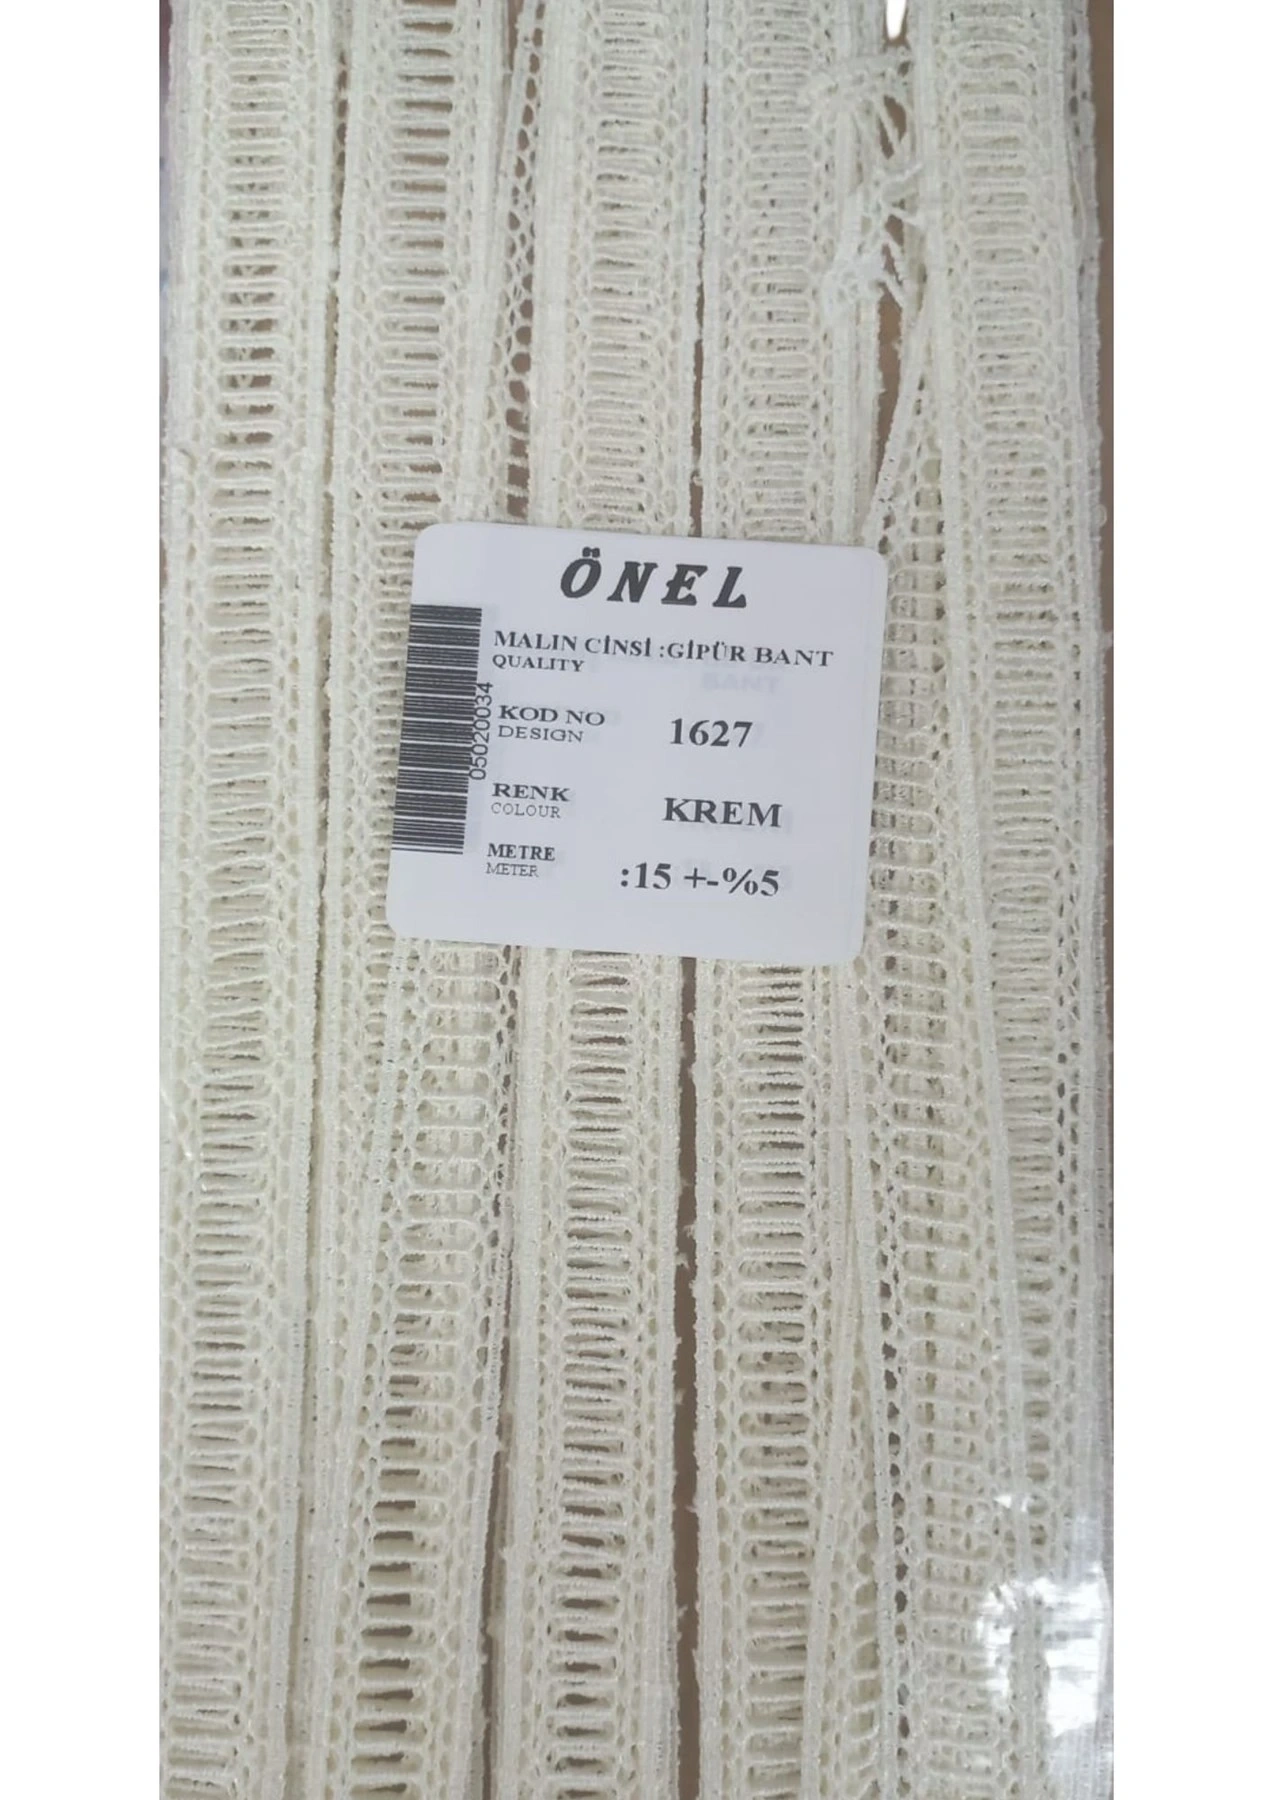 ÖNEL
MALIN CİNSİ :GİPÜR BANT
QUALITY
KOD NO 1627
DESIGN
RENK KREM
COLOUR
METRE :15 +-%5
METER
05020034